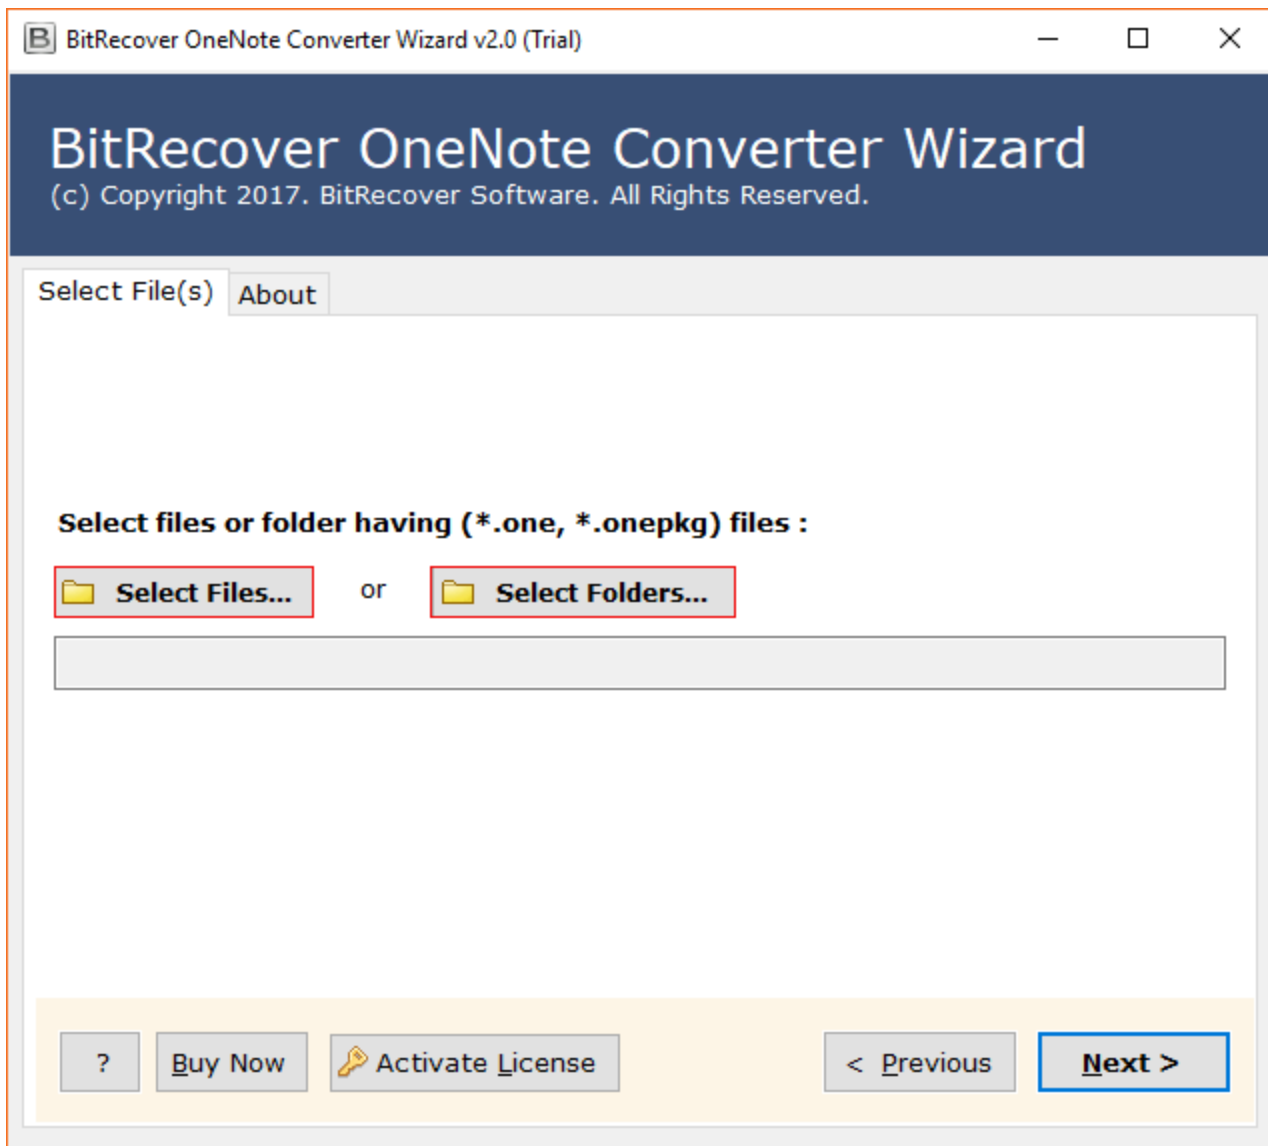 B BitRecover OneNote Converter Wizard v2.0 (Trial)
BitRecover OneNote Converter Wizard
(c) Copyright 2017. BitRecover Software. All Rights Reserved.
Select File(s) About
Select files or folder having (*.one, *.onepkg) files :
Select Files... or Select Folders...
? Buy Now Activate License < Previous Next >